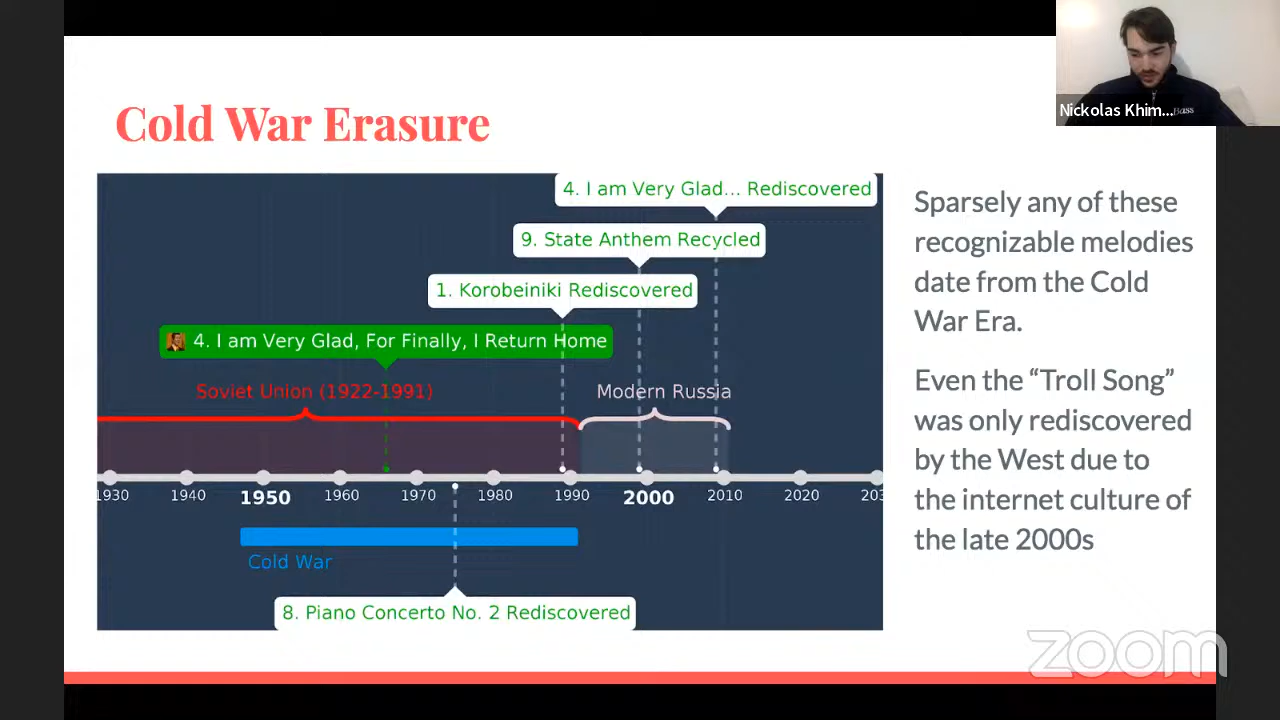 Cold War Erasure
Nickolas Khim...
Bass
4. I am Very Glad... Rediscovered
9. State Anthem Recycled
1. Korobeiniki Rediscovered
4. I am Very Glad, For Finally, I Return Home
Soviet Union (1922-1991)
Modern Russia
1930 1940 1950 1960 1970 1980 1990 2000 2010 2020 203
Cold War
8. Piano Concerto No. 2 Rediscovered
Sparsely any of these
recognizable melodies
date from the Cold
War Era.
Even the “Troll Song”
was only rediscovered
by the West due to
the internet culture of
the late 2000s
zoom